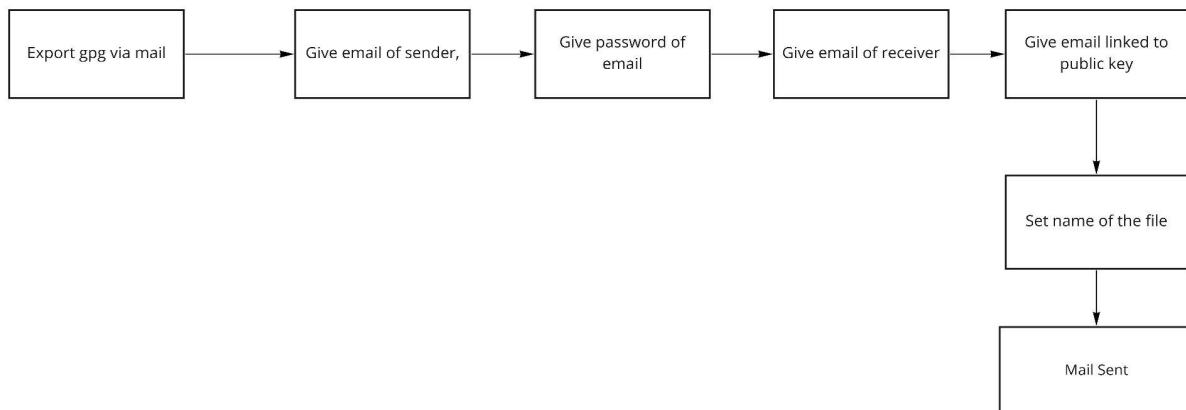 Export gpg via mail
Give email of sender,
Give password of
email
Give email of receiver
Give email linked to
public key
Set name of the file
Mail Sent